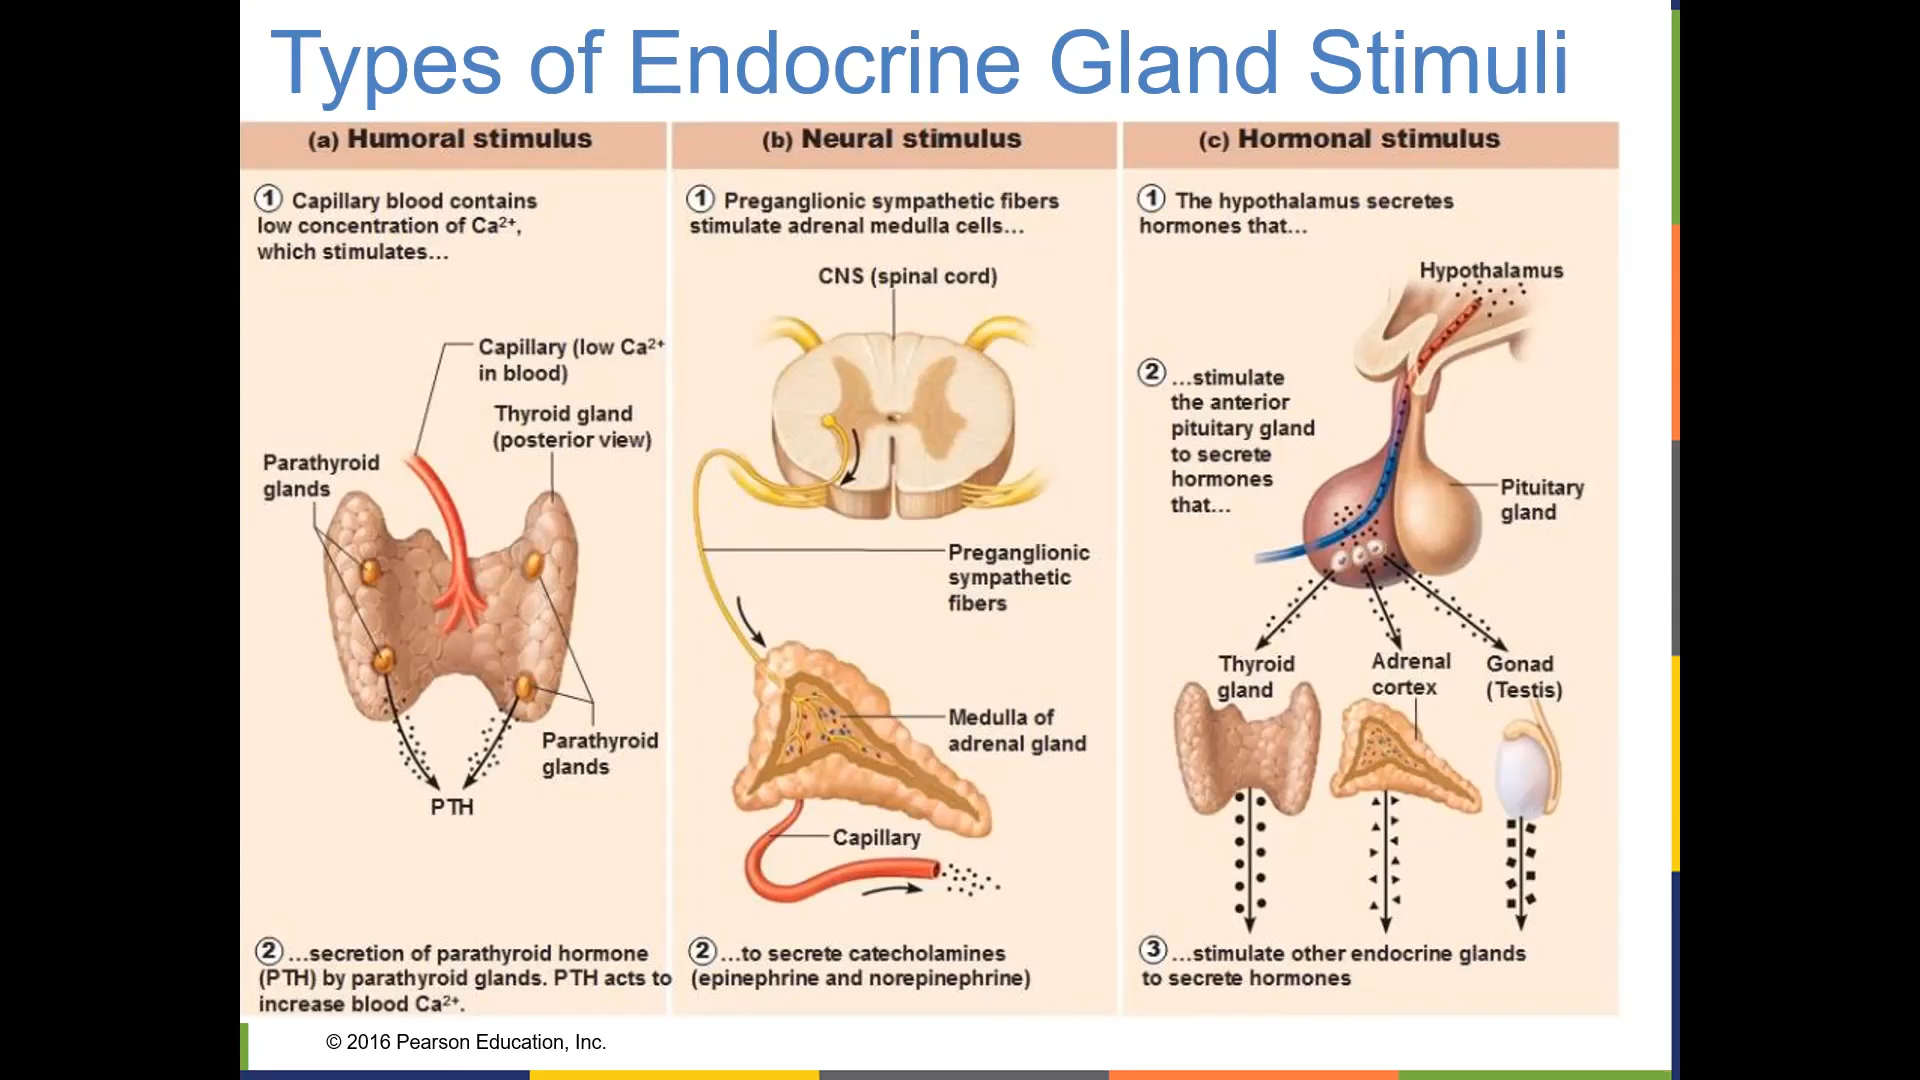 Types of Endocrine Gland Stimuli
(a) Humoral stimulus
① Capillary blood contains
low concentration of Ca²⁺,
which stimulates…
Capillary (low Ca²⁺
in blood)
Thyroid gland
(posterior view)
Parathyroid
glands
Parathyroid
glands
PTH
② …secretion of parathyroid hormone
(PTH) by parathyroid glands. PTH acts to
increase blood Ca²⁺.
(b) Neural stimulus
① Preganglionic sympathetic fibers
stimulate adrenal medulla cells…
CNS (spinal cord)
Preganglionic
sympathetic
fibers
Medulla of
adrenal gland
Capillary
② …to secrete catecholamines
(epinephrine and norepinephrine)
(c) Hormonal stimulus
① The hypothalamus secretes
hormones that…
Hypothalamus
② …stimulate
the anterior
pituitary gland
to secrete
hormones
that…
Pituitary
gland
Thyroid
gland
Adrenal
cortex
Gonad
(Testis)
③ …stimulate other endocrine glands
to secrete hormones
© 2016 Pearson Education, Inc.